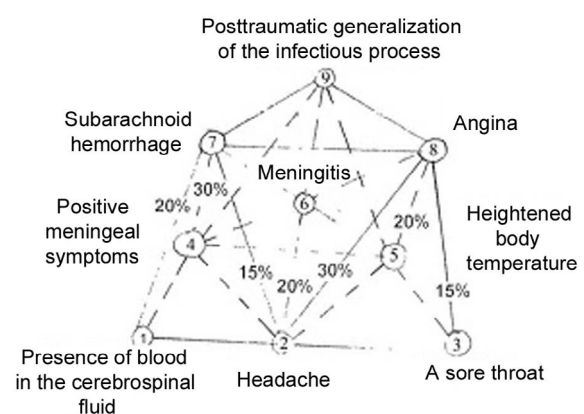 Posttraumatic generalization
of the infectious process
9
Subarachnoid
hemorrhage
7
Angina
8
Meningitis
6
20%
30%
Positive
meningeal
symptoms
4
20%
5
Heightened
body
temperature
15%
20%
30%
15%
1
2
3
Presence of blood
in the cerebrospinal
fluid
Headache
A sore throat